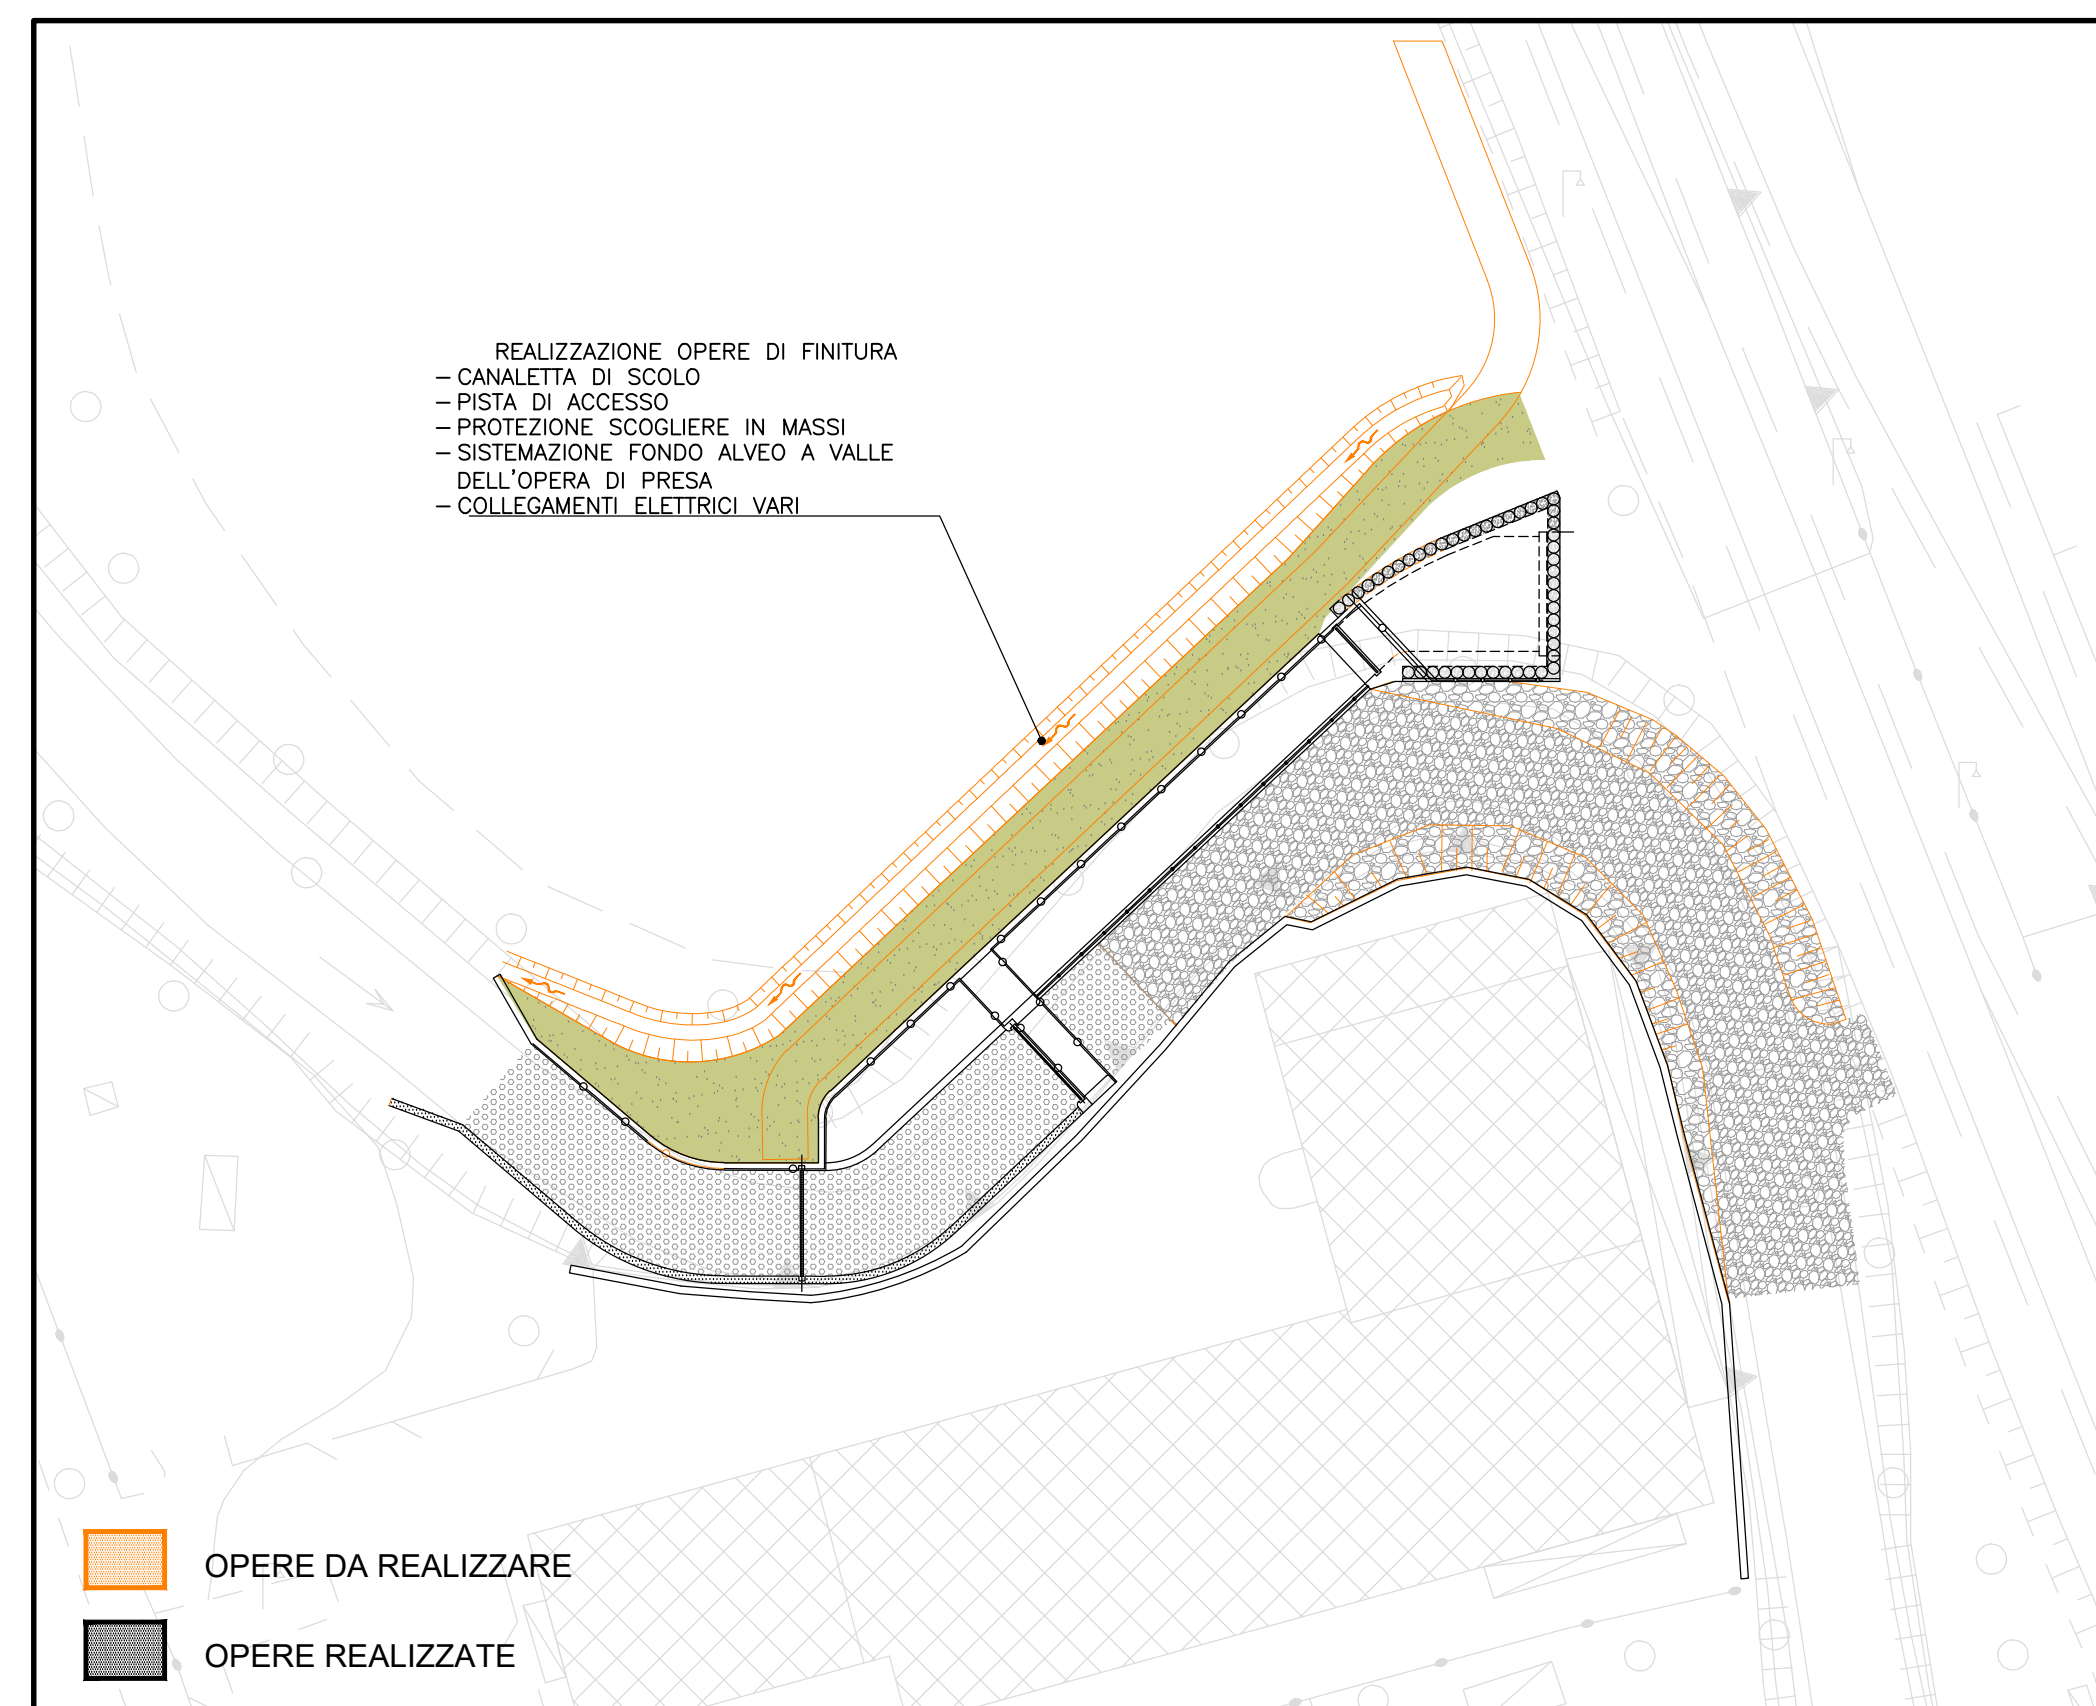 REALIZZAZIONE OPERE DI FINITURA
– CANALETTA DI SCOLO
– PISTA DI ACCESSO
– PROTEZIONE SCOGLIERE IN MASSI
– SISTEMAZIONE FONDO ALVEO A VALLE
DELL'OPERA DI PRESA
– COLLEGAMENTI ELETTRICI VARI
OPERE DA REALIZZARE
OPERE REALIZZATE